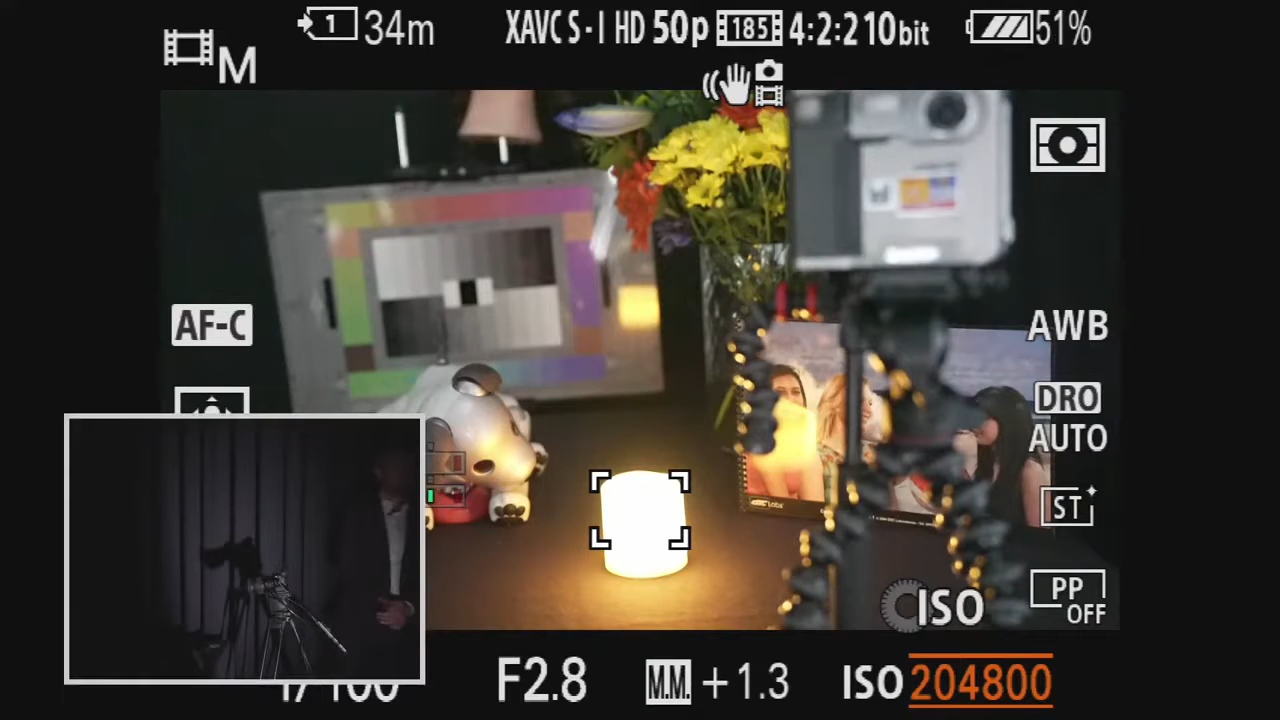 M
1 34m
XAVC S-I HD 50p 185 4:2:2 10bit
51%
AF-C
AWB
DRO
AUTO
ST
PP
OFF
ISO
F2.8
M.M. +1.3
ISO 204800